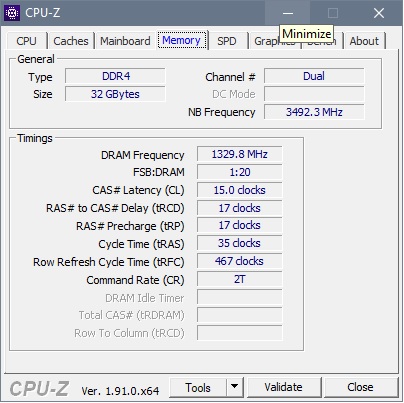 CPU-Z
Minimize
CPU Caches Mainboard Memory SPD Graphics Bench About
General
Type DDR4 Channel # Dual
Size 32 GBytes DC Mode
NB Frequency 3492.3 MHz
Timings
DRAM Frequency 1329.8 MHz
FSB:DRAM 1:20
CAS# Latency (CL) 15.0 clocks
RAS# to CAS# Delay (tRCD) 17 clocks
RAS# Precharge (tRP) 17 clocks
Cycle Time (tRAS) 35 clocks
Row Refresh Cycle Time (tRFC) 467 clocks
Command Rate (CR) 2T
DRAM Idle Timer
Total CAS# (tRDRAM)
Row To Column (tRCD)
CPU-Z Ver. 1.91.0.x64 Tools Validate Close